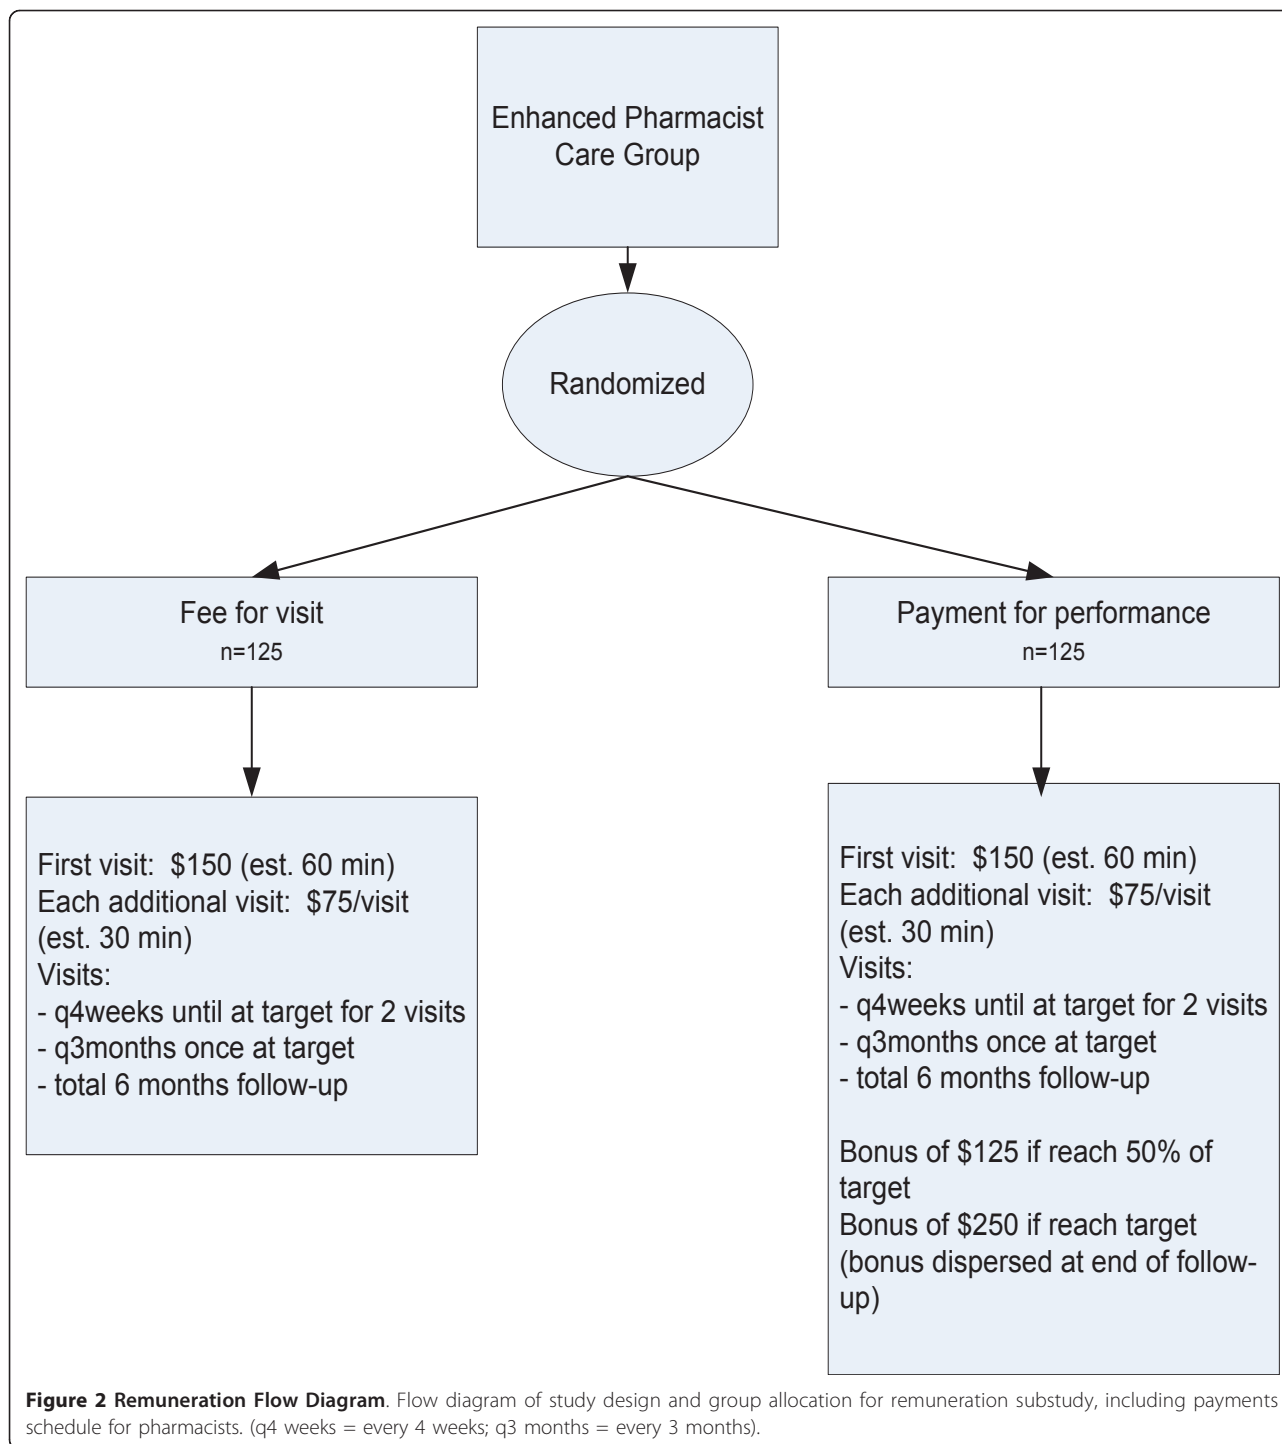 Enhanced Pharmacist
Care Group
Randomized
Fee for visit
n=125
Payment for performance
n=125
First visit:  $150 (est. 60 min)
Each additional visit:  $75/visit
(est. 30 min)
Visits:
- q4weeks until at target for 2 visits
- q3months once at target
- total 6 months follow-up
First visit:  $150 (est. 60 min)
Each additional visit:  $75/visit
(est. 30 min)
Visits:
- q4weeks until at target for 2 visits
- q3months once at target
- total 6 months follow-up
Bonus of $125 if reach 50% of
target
Bonus of $250 if reach target
(bonus dispersed at end of follow-
up)
Figure 2 Remuneration Flow Diagram. Flow diagram of study design and group allocation for remuneration substudy, including payments
schedule for pharmacists. (q4 weeks = every 4 weeks; q3 months = every 3 months).